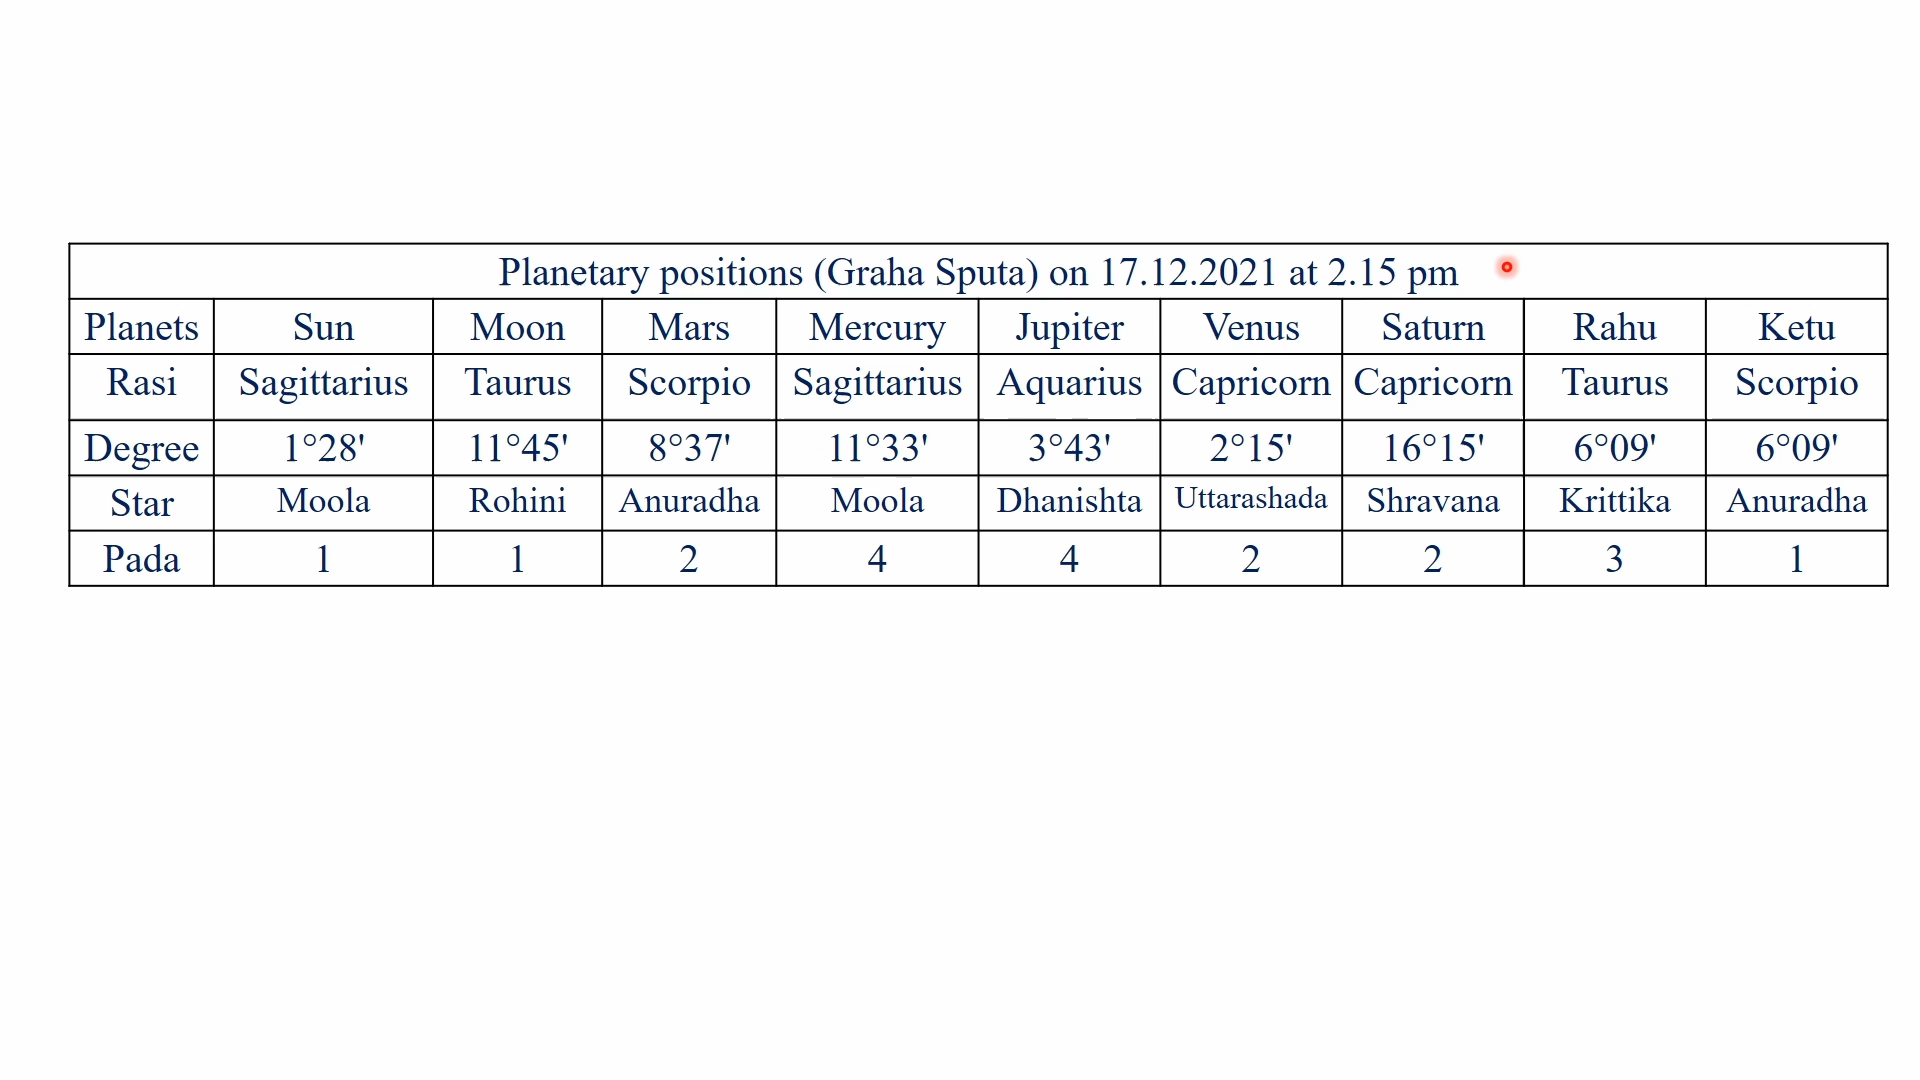 Planetary positions (Graha Sputa) on 17.12.2021 at 2.15 pm
Planets Sun Moon Mars Mercury Jupiter Venus Saturn Rahu Ketu
Rasi Sagittarius Taurus Scorpio Sagittarius Aquarius Capricorn Capricorn Taurus Scorpio
Degree 1°28' 11°45' 8°37' 11°33' 3°43' 2°15' 16°15' 6°09' 6°09'
Star Moola Rohini Anuradha Moola Dhanishta Uttarashada Shravana Krittika Anuradha
Pada 1 1 2 4 4 2 2 3 1